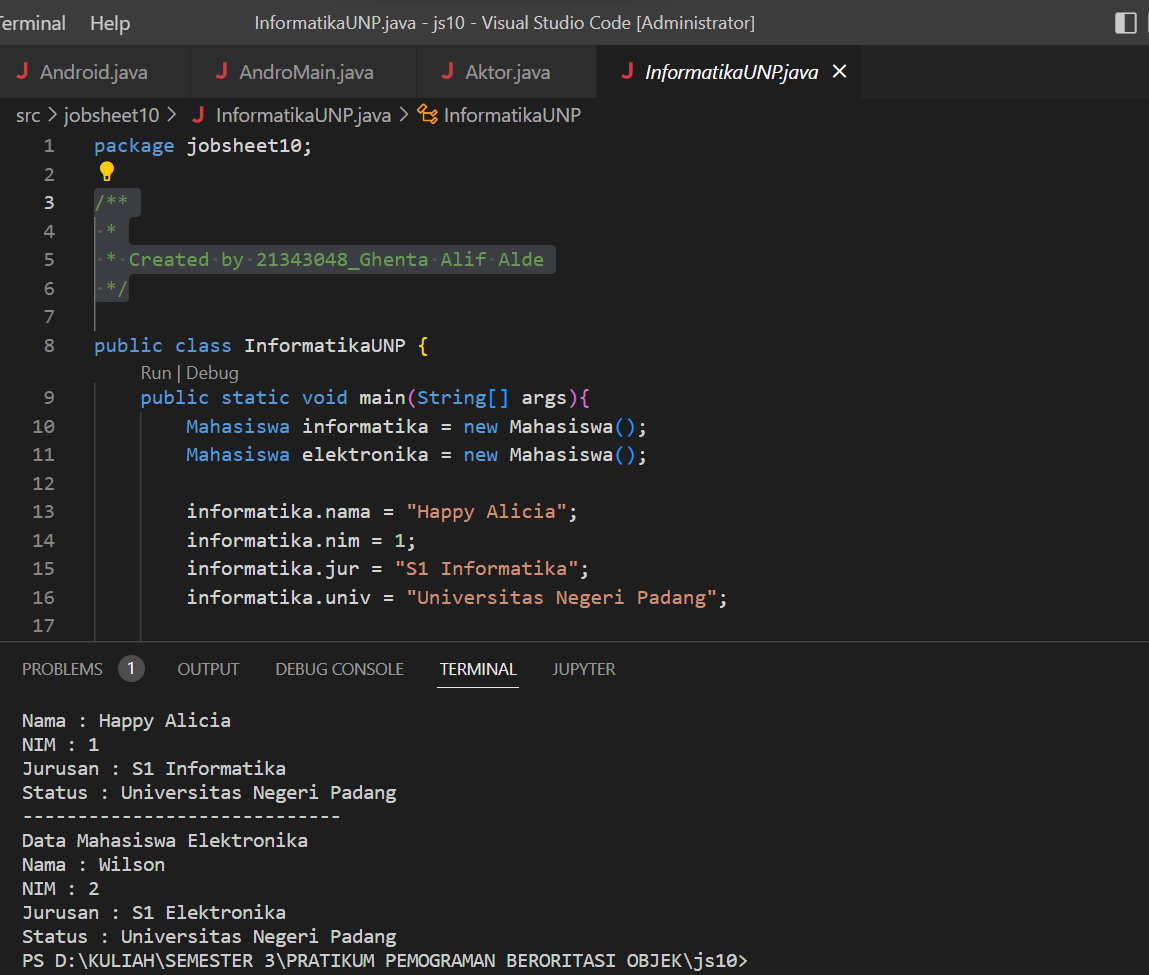 Terminal Help InformatikaUNP.java - js10 - Visual Studio Code [Administrator]
J Android.java J AndroMain.java J Aktor.java J InformatikaUNP.java ×
src > jobsheet10 > J InformatikaUNP.java > InformatikaUNP
1 package jobsheet10;
2
3 /**
4 *
5 * Created by 21343048_Ghenta Alif Alde
6 */
7
8 public class InformatikaUNP {
Run | Debug
9 public static void main(String[] args){
10 Mahasiswa informatika = new Mahasiswa();
11 Mahasiswa elektronika = new Mahasiswa();
12
13 informatika.nama = "Happy Alicia";
14 informatika.nim = 1;
15 informatika.jur = "S1 Informatika";
16 informatika.univ = "Universitas Negeri Padang";
17
PROBLEMS 1 OUTPUT DEBUG CONSOLE TERMINAL JUPYTER
Nama : Happy Alicia
NIM : 1
Jurusan : S1 Informatika
Status : Universitas Negeri Padang
-----------------------------
Data Mahasiswa Elektronika
Nama : Wilson
NIM : 2
Jurusan : S1 Elektronika
Status : Universitas Negeri Padang
PS D:\KULIAH\SEMESTER 3\PRATIKUM PEMOGRAMAN BERORITASI OBJEK\js10>